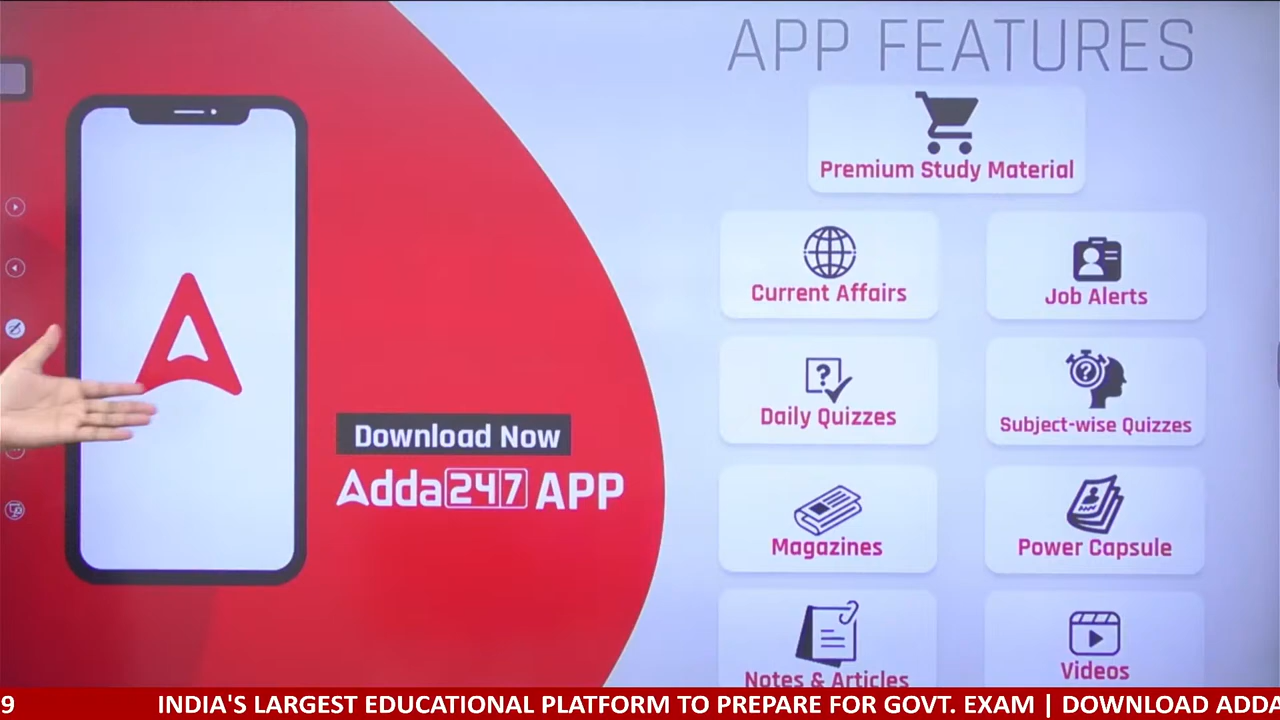 APP FEATURES
Premium Study Material
Current Affairs
Job Alerts
Daily Quizzes
Subject-wise Quizzes
Download Now
Adda247 APP
Magazines
Power Capsule
Notes & Articles
Videos
9 INDIA'S LARGEST EDUCATIONAL PLATFORM TO PREPARE FOR GOVT. EXAM | DOWNLOAD ADDA